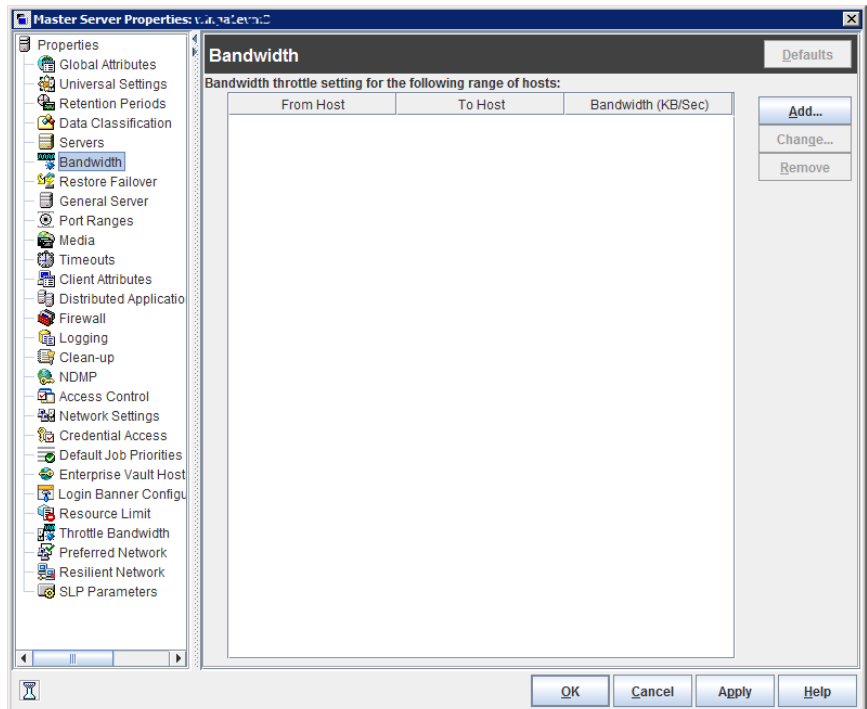 Master Server Properties:
Properties
Global Attributes
Universal Settings
Retention Periods
Data Classification
Servers
Bandwidth
Restore Failover
General Server
Port Ranges
Media
Timeouts
Client Attributes
Distributed Applicatio
Firewall
Logging
Clean-up
NDMP
Access Control
Network Settings
Credential Access
Default Job Priorities
Enterprise Vault Host
Login Banner Configu
Resource Limit
Throttle Bandwidth
Preferred Network
Resilient Network
SLP Parameters
Bandwidth
Defaults
Bandwidth throttle setting for the following range of hosts:
From Host To Host Bandwidth (KB/Sec)
Add...
Change...
Remove
OK Cancel Apply Help